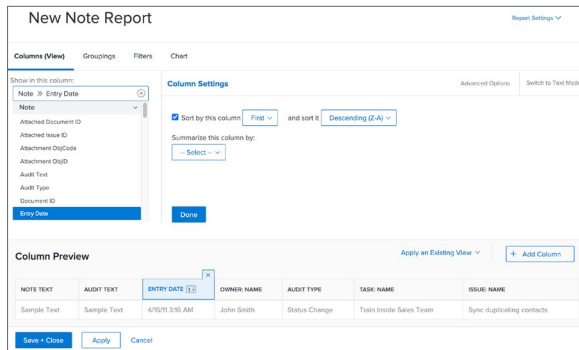 New Note Report
Report Settings
Columns (View) Groupings Filters Chart
Show in this column:
Note » Entry Date
Note
Attached Document ID
Attached Issue ID
Attachment ObjCode
Attachment ObjID
Audit Text
Audit Type
Document ID
Entry Date
Column Settings
Advanced Options Switch to Text Mode
Sort by this column First and sort it Descending (Z-A)
Summarize this column by:
-- Select --
Done
Column Preview
Apply an Existing View + Add Column
NOTE TEXT AUDIT TEXT ENTRY DATE 1 OWNER: NAME AUDIT TYPE TASK: NAME ISSUE: NAME
Sample Text Sample Text 4/15/11 3:16 AM John Smith Status Change Train Inside Sales Team Sync duplicating contacts
Save + Close Apply Cancel